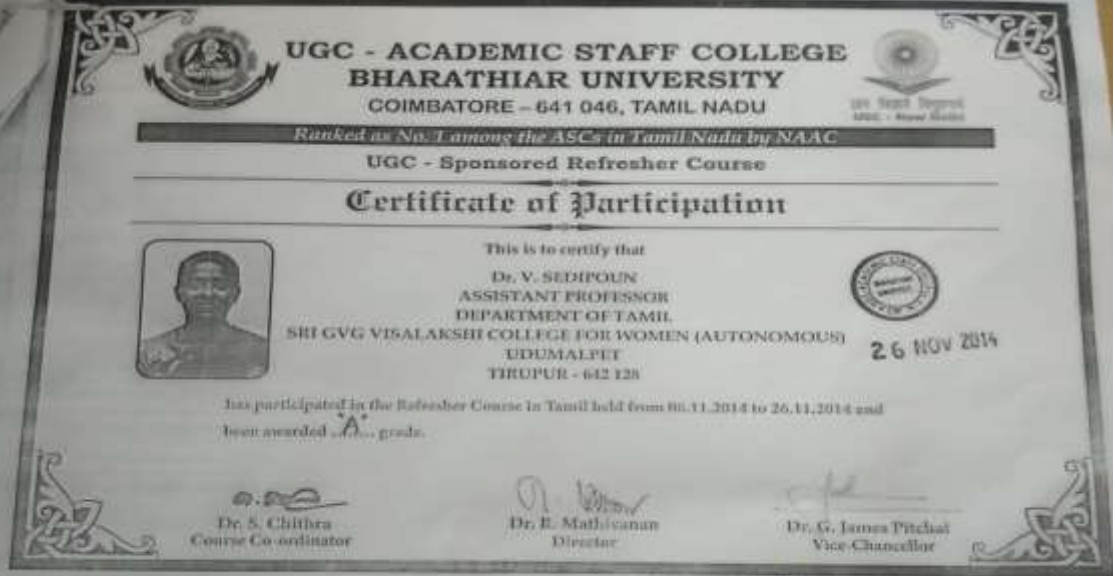 UGC - ACADEMIC STAFF COLLEGE
BHARATHIAR UNIVERSITY
COIMBATORE – 641 046, TAMIL NADU
Ranked as No. 1 among the ASCs in Tamil Nadu by NAAC
UGC - Sponsored Refresher Course
Certificate of Participation
This is to certify that
Dr. V. SEDIPOUN
ASSISTANT PROFESSOR
DEPARTMENT OF TAMIL
SRI GVG VISALAKSHI COLLEGE FOR WOMEN (AUTONOMOUS)
UDUMALPET
TIRUPUR - 642 128
26 NOV 2014
has participated in the Refresher Course in Tamil held from 06.11.2014 to 26.11.2014 and
been awarded ..."A"... grade.
Dr. S. Chithra
Course Co-ordinator
Dr. R. Mathivanan
Director
Dr. G. James Pitchai
Vice-Chancellor